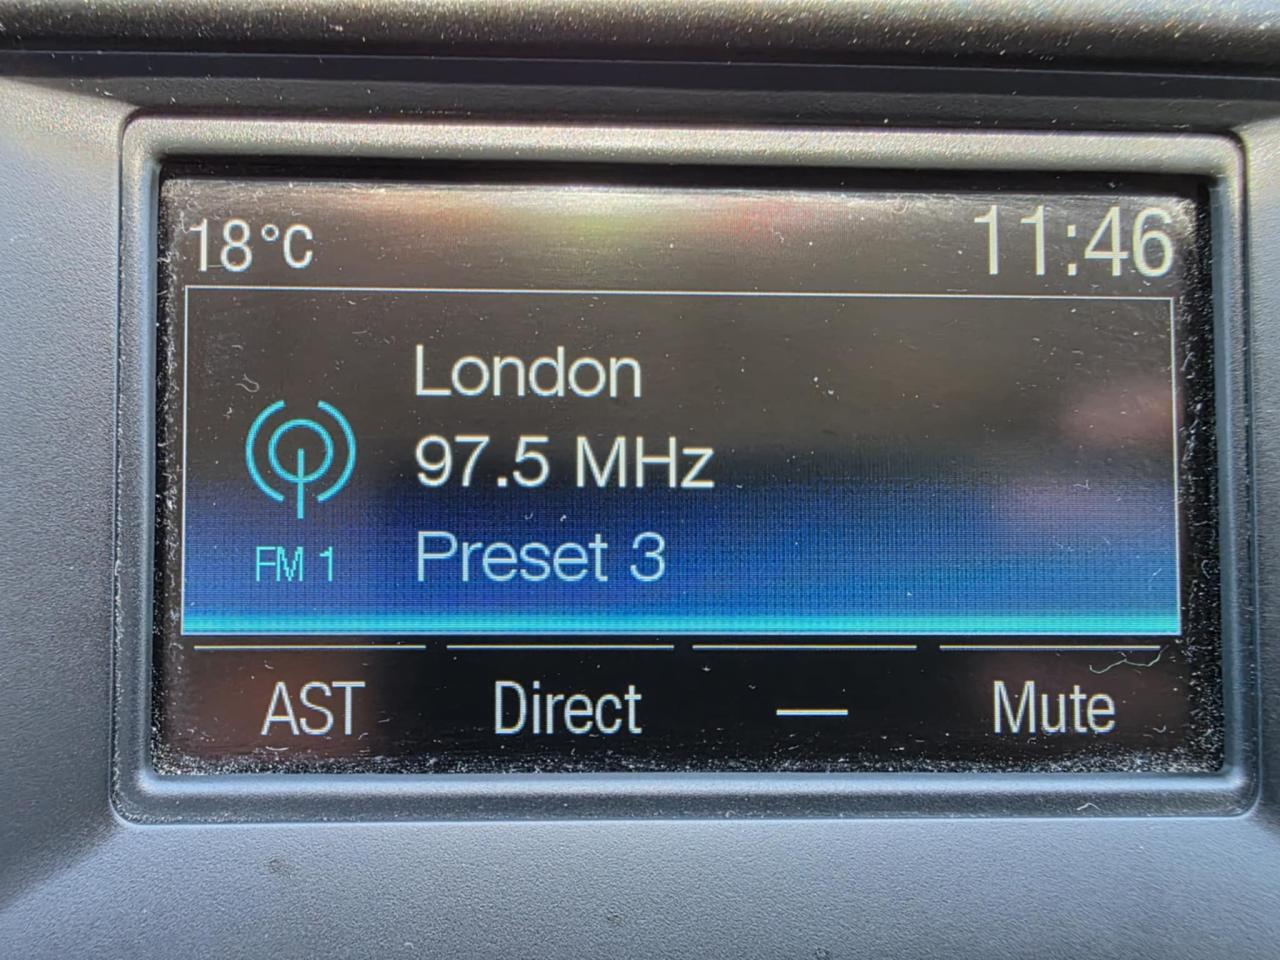 18°C 11:46
London
97.5 MHz
FM 1 Preset 3
AST Direct — Mute